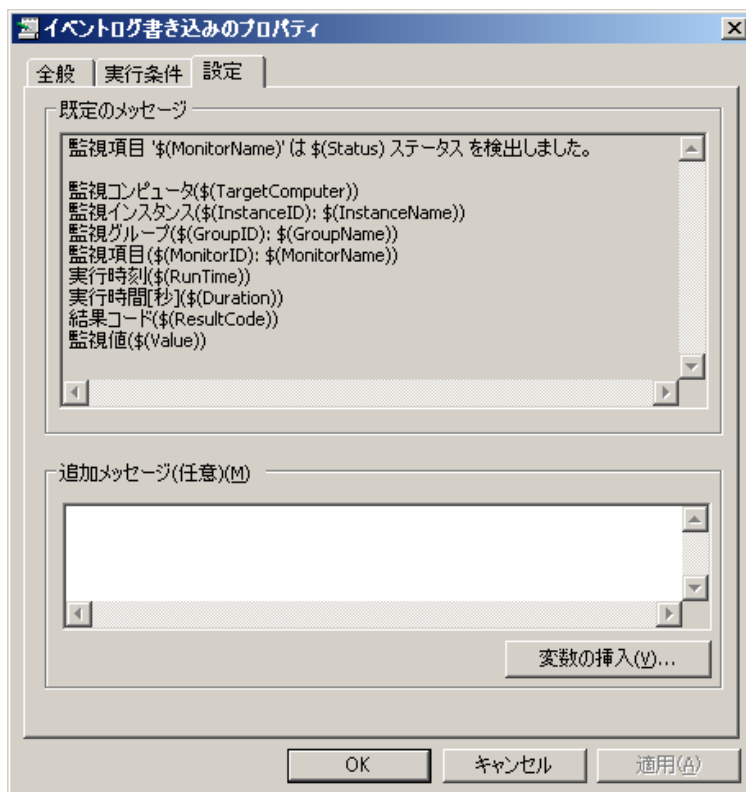 イベントログ書き込みのプロパティ
全般
実行条件
設定
既定のメッセージ
監視項目 '$(MonitorName)' は $(Status) ステータス を検出しました。
監視コンピュータ($(TargetComputer))
監視インスタンス($(InstanceID): $(InstanceName))
監視グループ($(GroupID): $(GroupName))
監視項目($(MonitorID): $(MonitorName))
実行時刻($(RunTime))
実行時間[秒]($(Duration))
結果コード($(ResultCode))
監視値($(Value))
追加メッセージ(任意)(M)
変数の挿入(V)...
OK
キャンセル
適用(A)